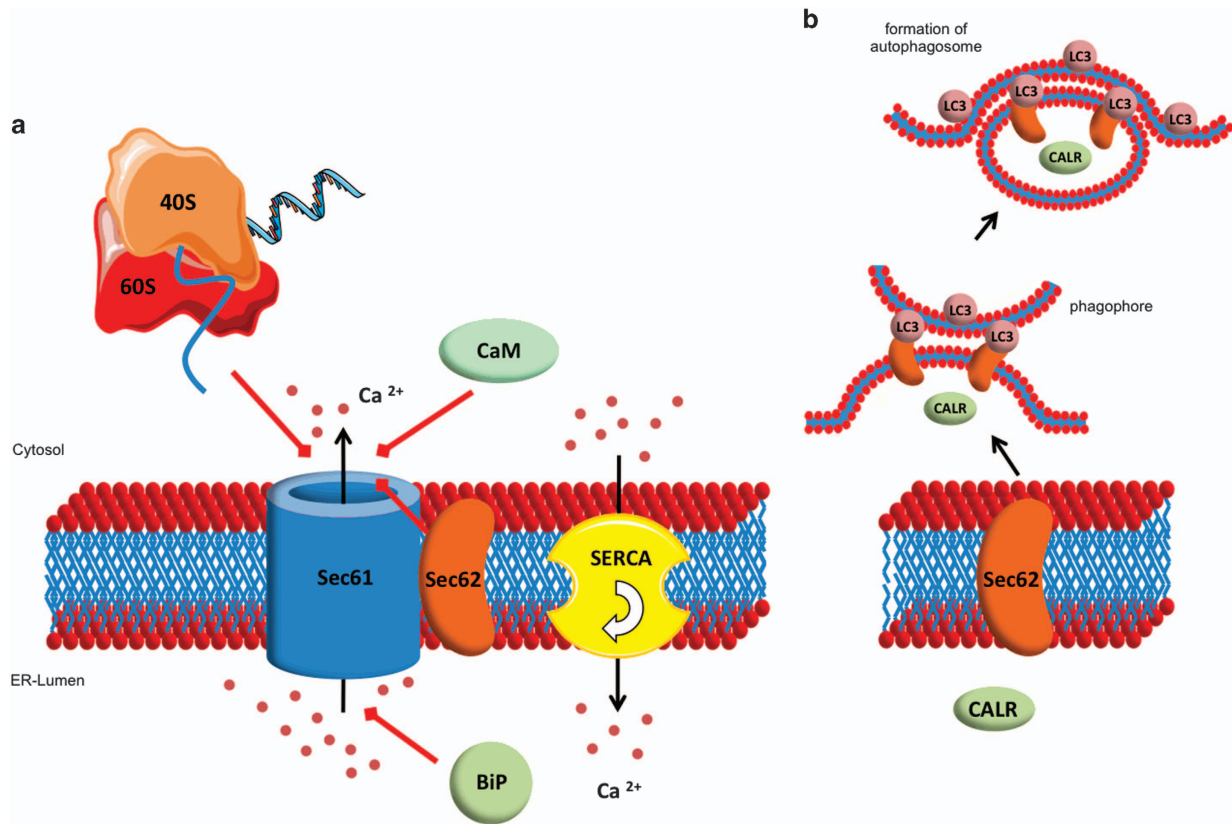 a
40S
60S
CaM
Ca 2+
Cytosol
Sec61
Sec62
SERCA
ER-Lumen
BiP
Ca 2+
b
formation of
autophagosome
LC3
LC3
LC3
LC3
LC3
CALR
phagophore
LC3
LC3
LC3
CALR
Sec62
CALR